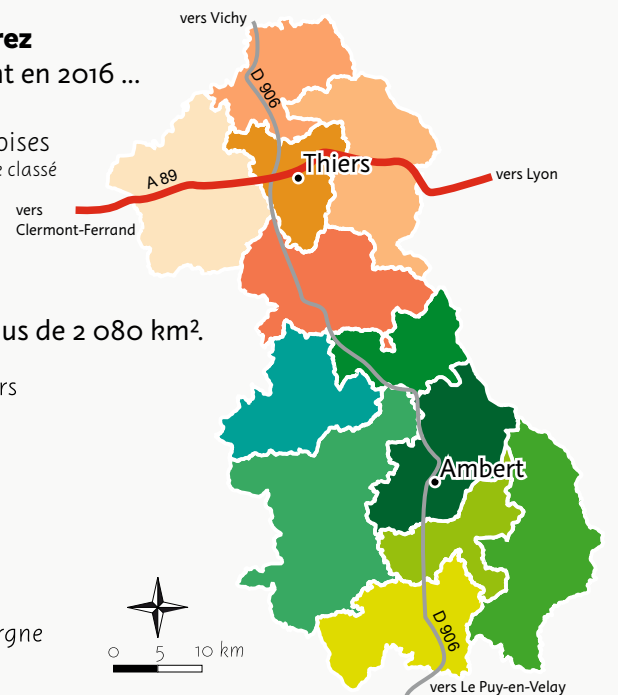 vers Vichy
rez
nt en 2016 ...
D 906
oises
e classé
Thiers
A 89
vers Lyon
vers
Clermont-Ferrand
us de 2 080 km².
rs
Ambert
rgne
0 5 10 km
D 906
vers Le Puy-en-Velay